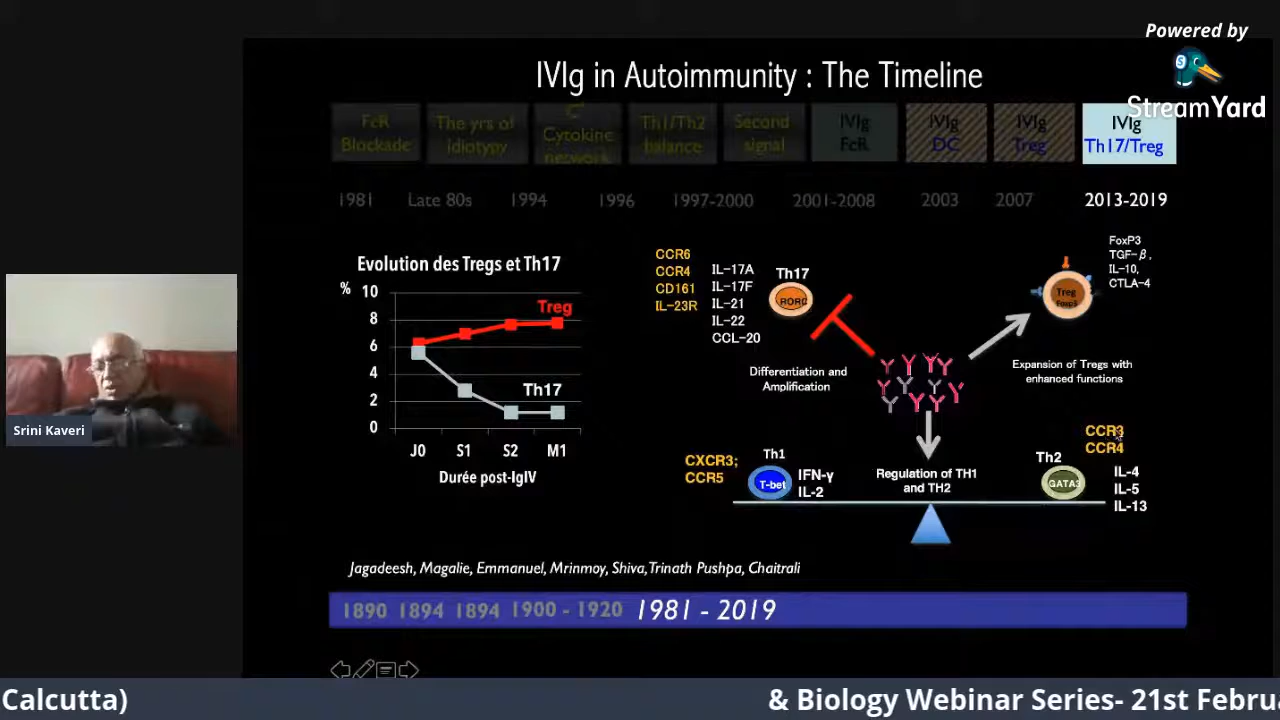 Powered by
StreamYard
IVIg in Autoimmunity : The Timeline
FcR
Blockade
The yrs of
idiotypy
Cytokine
network
Th1/Th2
balance
Second
signal
IVIg
FcR
IVIg
DC
IVIg
Treg
IVIg
Th17/Treg
1981
Late 80s
1994
1996
1997-2000
2001-2008
2003
2007
2013-2019
Evolution des Tregs et Th17
%
10
8
6
4
2
0
Treg
Th17
J0
S1
S2
M1
Durée post-IgIV
CCR6
CCR4
CD161
IL-23R
IL-17A
IL-17F
IL-21
IL-22
CCL-20
Th17
RORC
Differentiation and
Amplification
Treg
Foxp3
FoxP3
TGF-β,
IL-10,
CTLA-4
Expansion of Tregs with
enhanced functions
CXCR3;
CCR5
Th1
T-bet
IFN-γ
IL-2
Regulation of TH1
and TH2
Th2
GATA3
CCR3
CCR4
IL-4
IL-5
IL-13
Srini Kaveri
Jagadeesh, Magalie, Emmanuel, Mrinmoy, Shiva,Trinath Pushpa, Chaitrali
1890 1894 1894 1900 - 1920 1981 - 2019
Calcutta) & Biology Webinar Series- 21st Febru